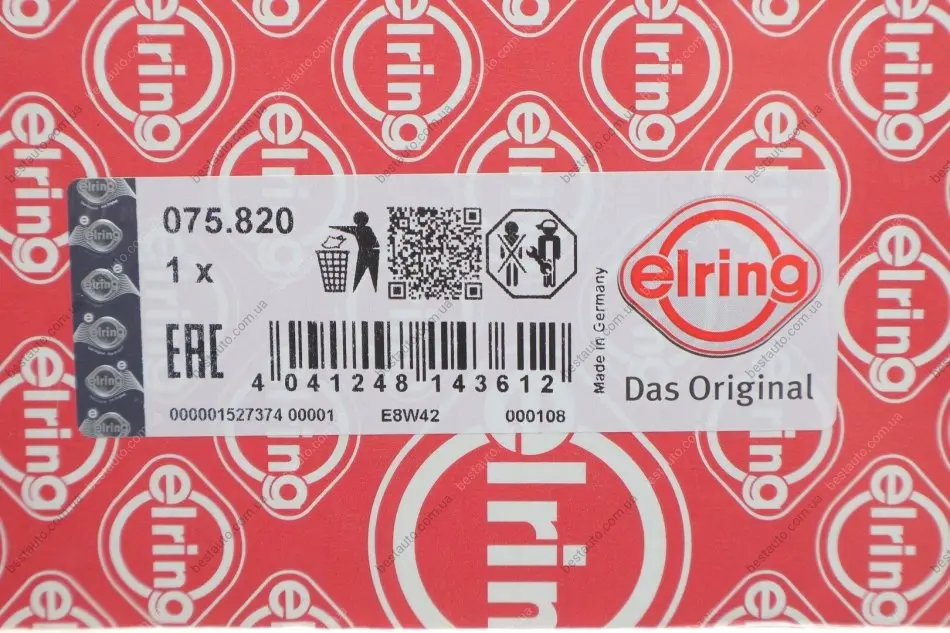 075.820
1 x
EAC
4 041248 143612
000001527374 00001 E8W42 000108
Made in Germany
elring
Das Original